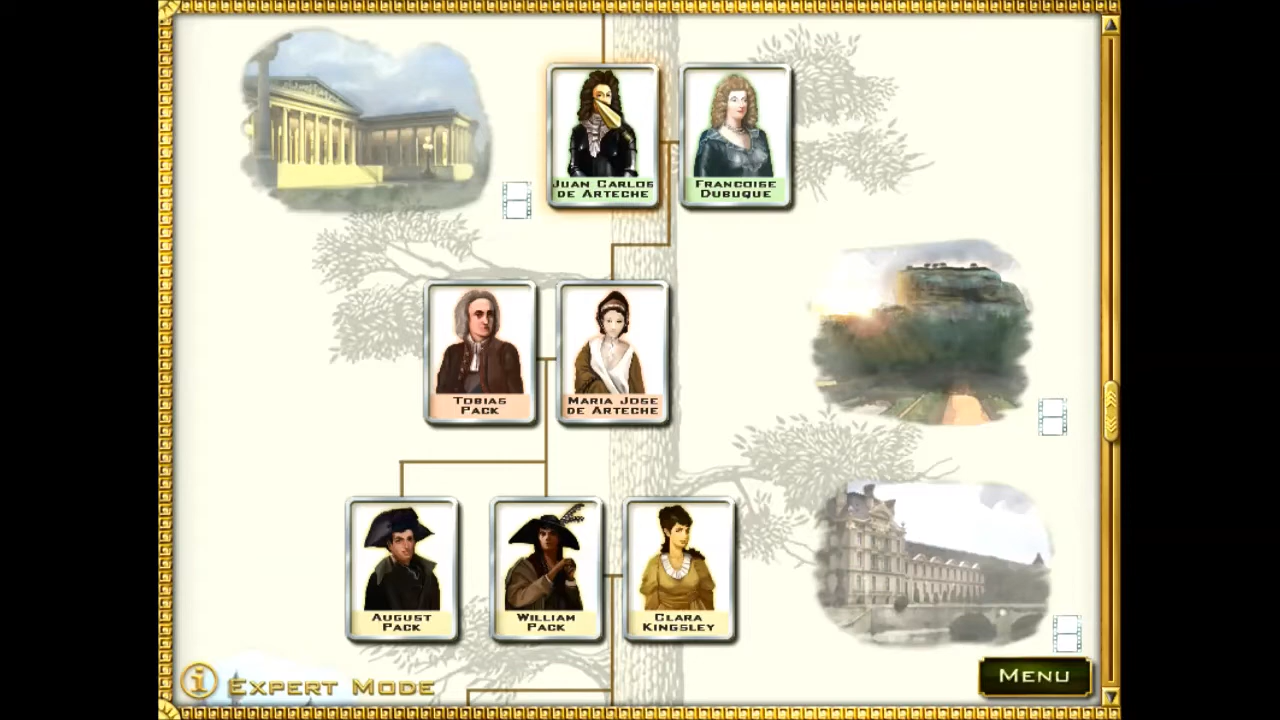 JUAN CARLOS
DE ARTECHE
FRANCOISE
DUBUQUE
TOBIAS
PACK
MARIA JOSE
DE ARTECHE
AUGUST
PACK
WILLIAM
PACK
CLARA
KINGSLEY
EXPERT MODE
MENU